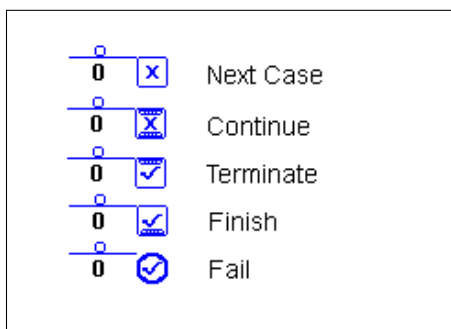 0 Next Case
0 Continue
0 Terminate
0 Finish
0 Fail